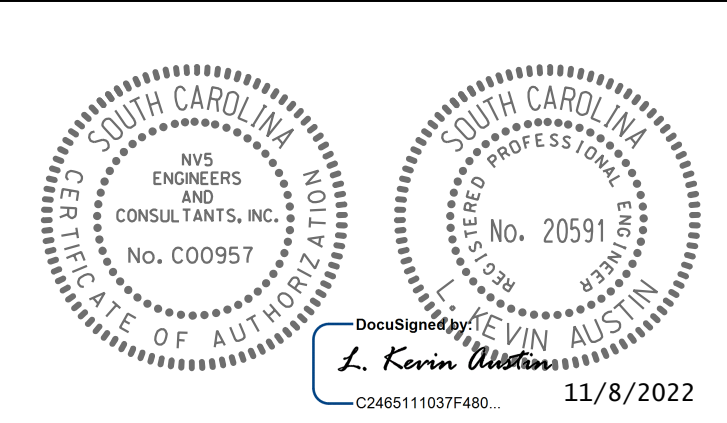 SOUTH CAROLINA
CERTIFICATE OF AUTHORIZATION
NV5
ENGINEERS
AND
CONSULTANTS, INC.
No. C00957
SOUTH CAROLINA
REGISTERED PROFESSIONAL ENGINEER
No. 20591
L. KEVIN AUSTIN
DocuSigned by:
L. Kevin Austin
C2465111037F480...
11/8/2022